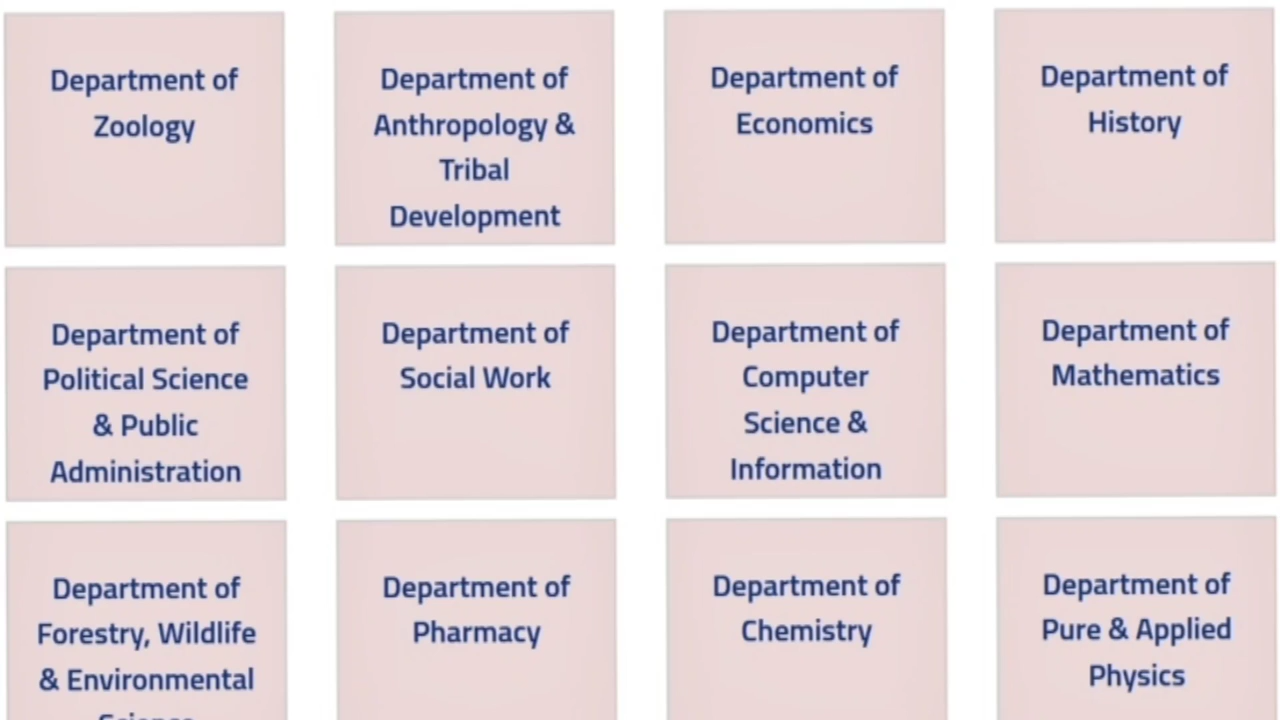 Department of
Zoology
Department of
Anthropology &
Tribal
Development
Department of
Economics
Department of
History
Department of
Political Science
& Public
Administration
Department of
Social Work
Department of
Computer
Science &
Information
Department of
Mathematics
Department of
Forestry, Wildlife
& Environmental
Department of
Pharmacy
Department of
Chemistry
Department of
Pure & Applied
Physics